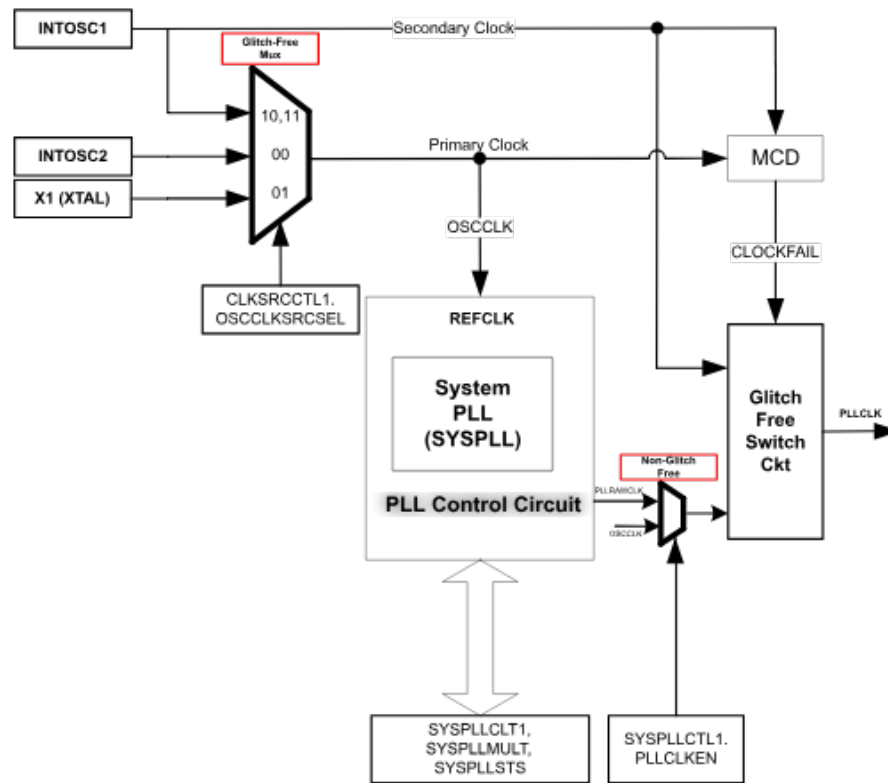 INTOSC1
Secondary Clock
Glitch-Free
Mux
10,11
00
01
INTOSC2
X1 (XTAL)
Primary Clock
MCD
OSCCLK
CLOCKFAIL
CLKSRCCTL1.
OSCCLKSRCSEL
REFCLK
System
PLL
(SYSPLL)
PLL Control Circuit
Glitch
Free
Switch
Ckt
PLLCLK
Non-Glitch
Free
PLLRAWCLK
OSCCLK
SYSPLLCLT1,
SYSPLLMULT,
SYSPLLSTS
SYSPLLCTL1.
PLLCLKEN